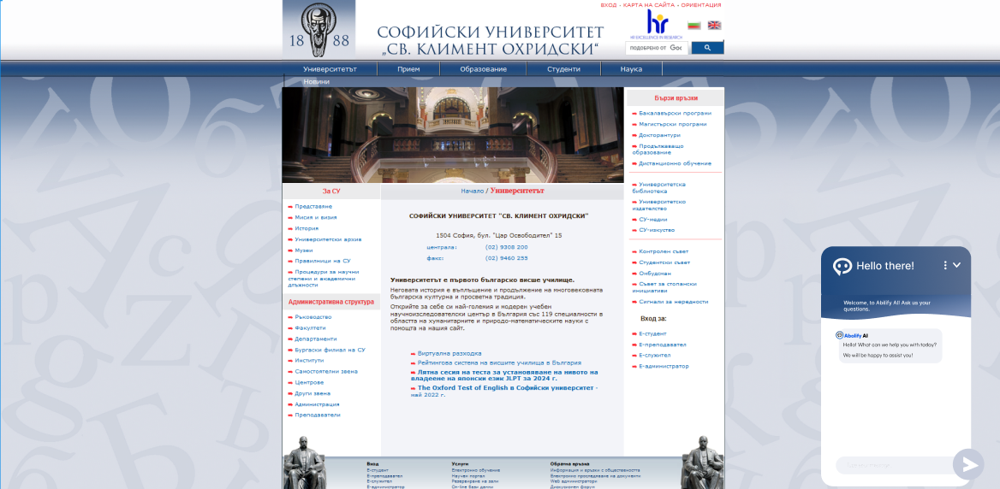 ВХОД • КАРТА НА САЙТА • ОРИЕНТАЦИЯ
18 88
СОФИЙСКИ УНИВЕРСИТЕТ
„СВ. КЛИМЕНТ ОХРИДСКИ“
hr
HR EXCELLENCE IN RESEARCH
ПОДОБРЕНО ОТ Goo
Университетът
Прием
Образование
Студенти
Наука
Новини
За СУ
Представяне
Мисия и визия
История
Университетски архив
Музеи
Правилници на СУ
Процедури за научни
степени и академични
длъжности
Административна структура
Ръководство
Факултети
Департаменти
Бургаски филиал на СУ
Институти
Самостоятелни звена
Центрове
Други звена
Администрация
Преподаватели
Начало / Университетът
СОФИЙСКИ УНИВЕРСИТЕТ "СВ. КЛИМЕНТ ОХРИДСКИ"
1504 София, бул. "Цар Освободител" 15
централа: (02) 9308 200
факс: (02) 9460 255
Университетът е първото българско висше училище.
Неговата история е въплъщение и продължение на многовековната
българска културна и просветна традиция.
Открийте за себе си най-големия и модерен учебен
научноизследователски център в България със 119 специалности в
областта на хуманитарните и природо-математическите науки с
помощта на нашия сайт.
Виртуална разходка
Рейтингова система на висшите училища в България
Лятна сесия на теста за установяване на нивото на
владеене на японски език JLPT за 2024 г.
The Oxford Test of English в Софийски университет -
май 2022 г.
Бързи връзки
Бакалавърски програми
Магистърски програми
Докторантури
Продължаващо
образование
Дистанционно обучение
Университетска
библиотека
Университетско
издателство
СУ-медии
СУ-изкуство
Контролен съвет
Студентски съвет
Омбудсман
Съвет за стопански
инициативи
Сигнали за нередности
Вход за:
Е-студент
Е-преподавател
Е-служител
Е-администратор
Вход
Е-студент
Е-преподавател
Е-служител
Е-администратор
Услуги
Електронно обучение
Научен портал
Резервиране на зали
On-line бази данни
Обратна връзка
Информация и връзки с обществеността
Електронно проследяване на документи
Web администратори
Дискусионен форум
Hello there!
Welcome, to Abilify AI! Ask us your
questions.
Abalify AI
Hello! What can we help you with today?
We will be happy to assist you!